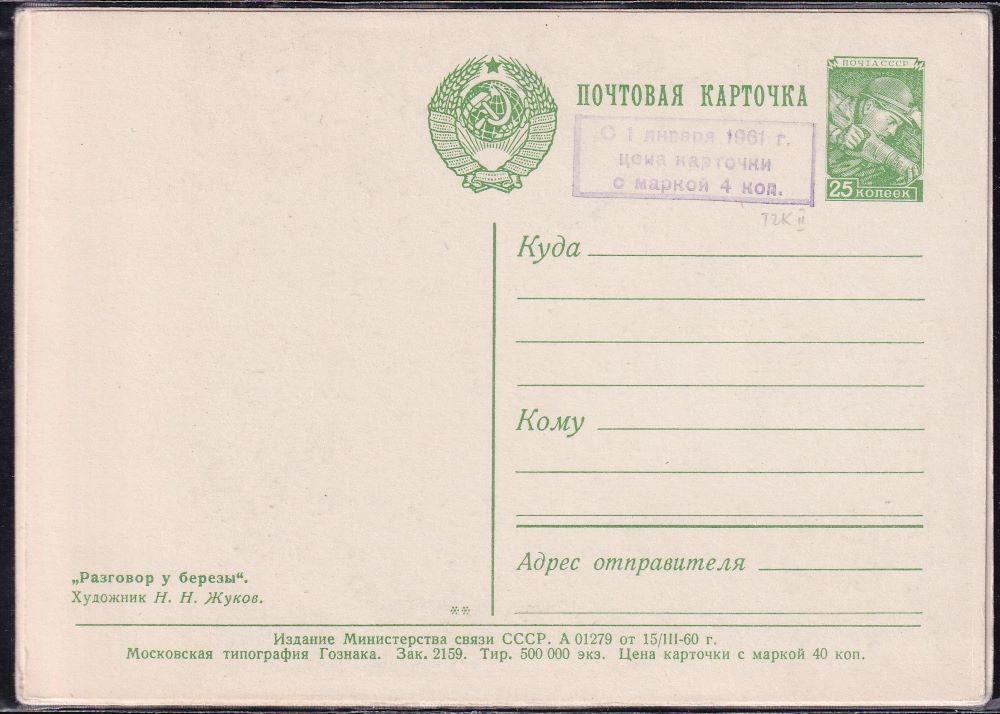 ПОЧТА СССР
ПОЧТОВАЯ КАРТОЧКА
С 1 января 1961 г.
цена карточки
с маркой 4 коп.
25 копеек
Куда
Кому
Адрес отправителя
„Разговор у березы“.
Художник Н. Н. Жуков.
**
Издание Министерства связи СССР. А 01279 от 15/III-60 г.
Московская типография Гознака. Зак. 2159. Тир. 500 000 экз. Цена карточки с маркой 40 коп.